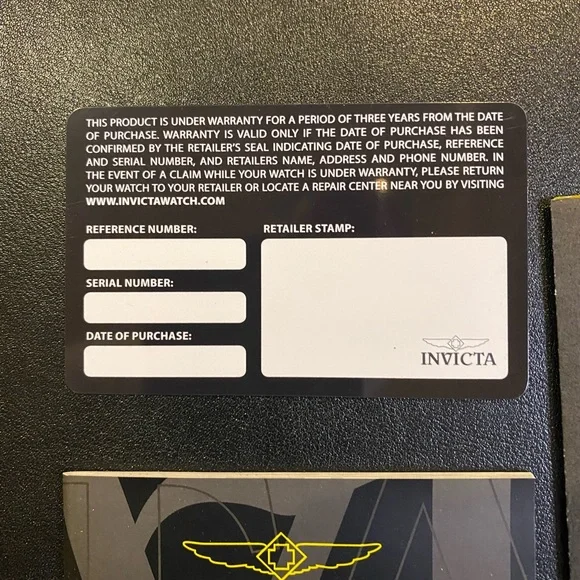 THIS PRODUCT IS UNDER WARRANTY FOR A PERIOD OF THREE YEARS FROM THE DATE
OF PURCHASE. WARRANTY IS VALID ONLY IF THE DATE OF PURCHASE HAS BEEN
CONFIRMED BY THE RETAILER'S SEAL INDICATING DATE OF PURCHASE, REFERENCE
AND SERIAL NUMBER, AND RETAILERS NAME, ADDRESS AND PHONE NUMBER. IN
THE EVENT OF A CLAIM WHILE YOUR WATCH IS UNDER WARRANTY, PLEASE RETURN
YOUR WATCH TO YOUR RETAILER OR LOCATE A REPAIR CENTER NEAR YOU BY VISITING
WWW.INVICTAWATCH.COM
REFERENCE NUMBER:
RETAILER STAMP:
SERIAL NUMBER:
DATE OF PURCHASE:
INVICTA